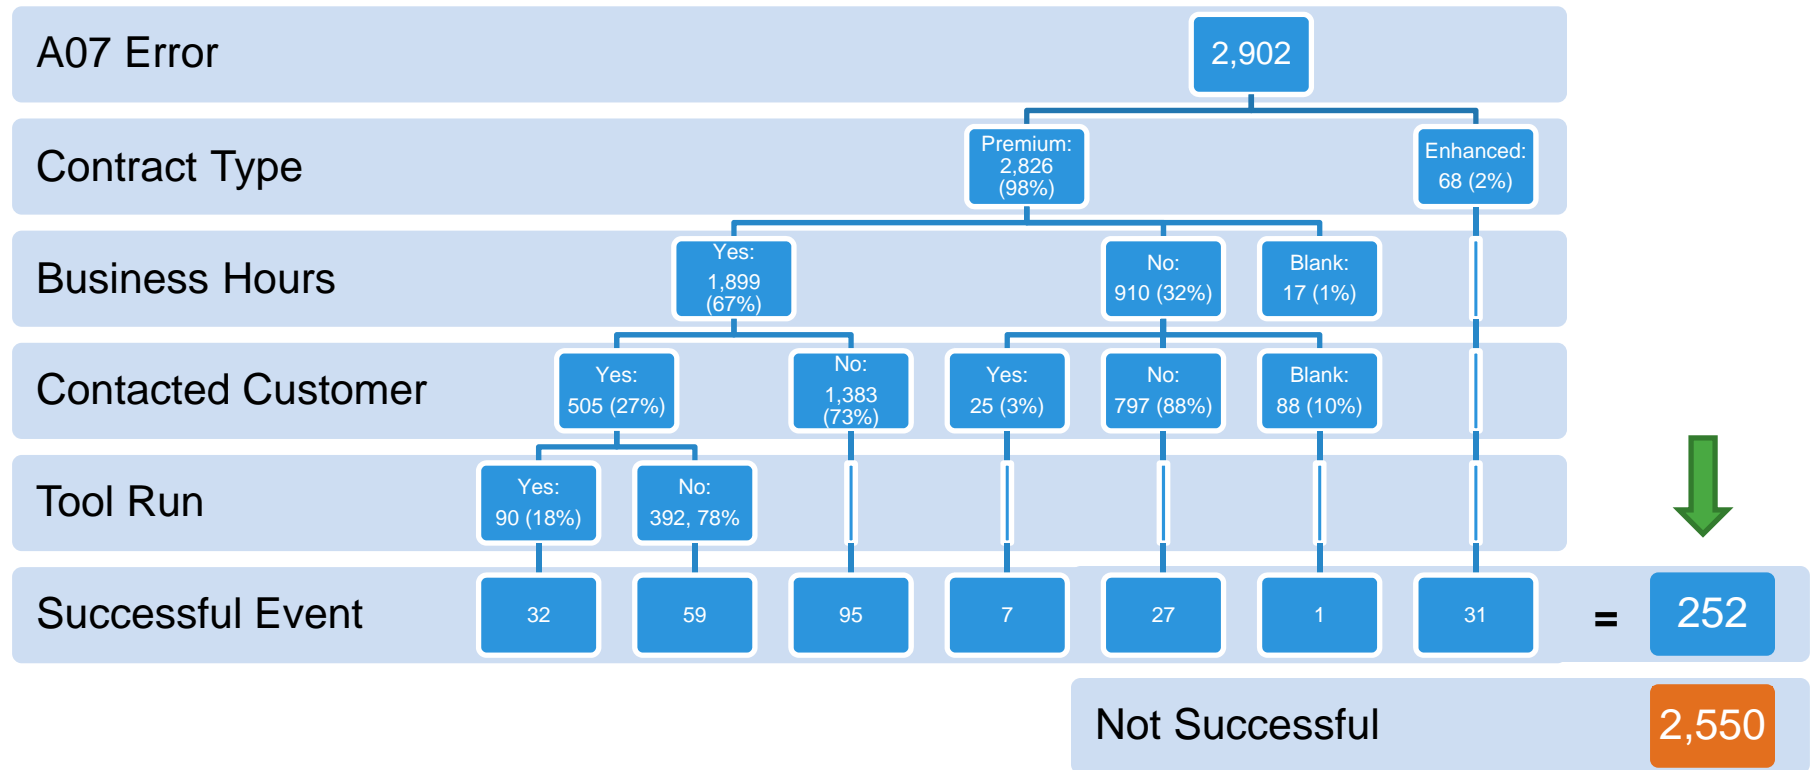 A07 Error
2,902
Contract Type
Premium:
2,826
(98%)
Enhanced:
68 (2%)
Business Hours
Yes:
1,899
(67%)
No:
910 (32%)
Blank:
17 (1%)
Contacted Customer
Yes:
505 (27%)
No:
1,383
(73%)
Yes:
25 (3%)
No:
797 (88%)
Blank:
88 (10%)
Tool Run
Yes:
90 (18%)
No:
392, 78%
Successful Event
32
59
95
7
27
1
31
=
252
Not Successful
2,550